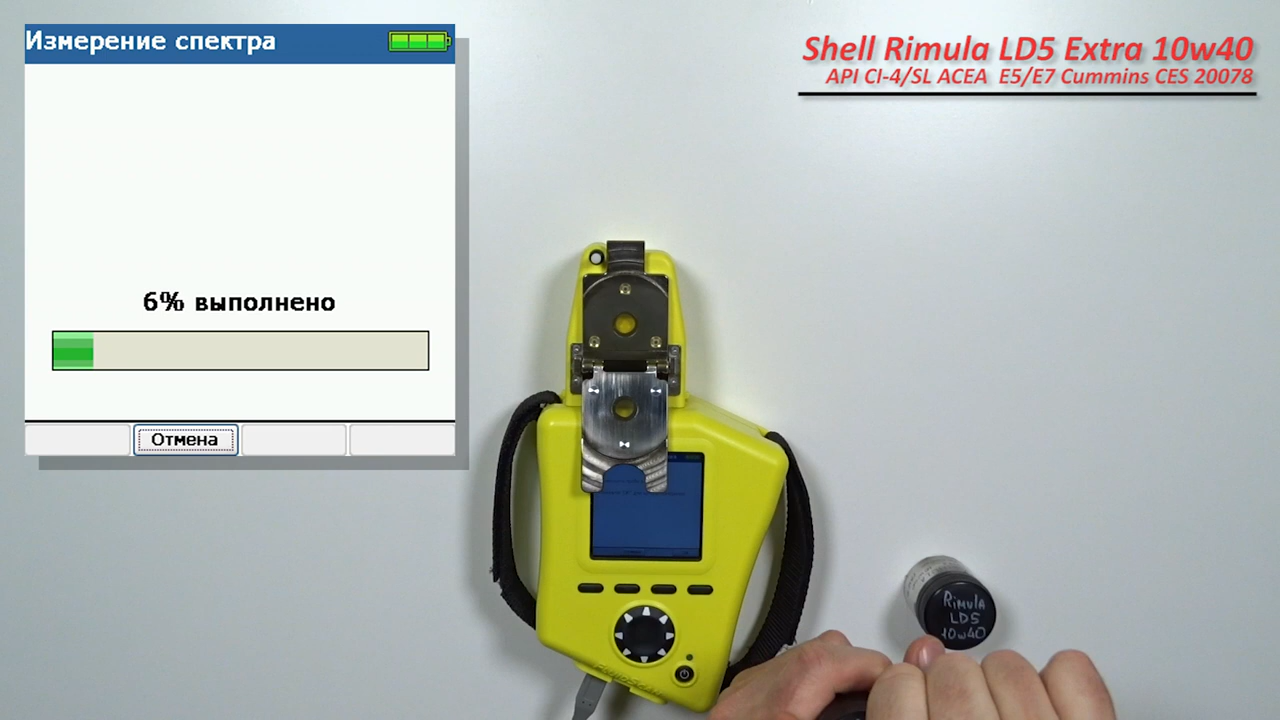 Измерение спектра
6% выполнено
Отмена
Shell Rimula LD5 Extra 10w40
API CI-4/SL ACEA E5/E7 Cummins CES 20078
Rimula
LD5
10w40